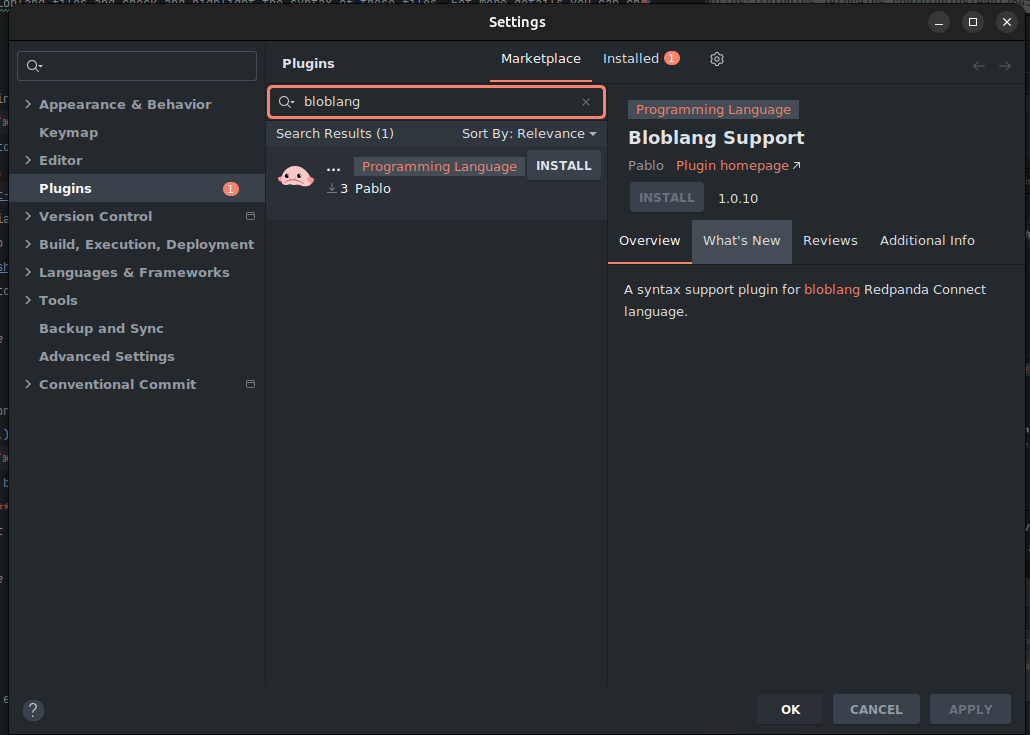 Settings
Plugins
Marketplace
Installed 1
Appearance & Behavior
Keymap
Editor
Plugins 1
Version Control
Build, Execution, Deployment
Languages & Frameworks
Tools
Backup and Sync
Advanced Settings
Conventional Commit
bloblang
Search Results (1)
Sort By: Relevance
... Programming Language INSTALL
3 Pablo
Programming Language
Bloblang Support
Pablo Plugin homepage↗
INSTALL 1.0.10
Overview What's New Reviews Additional Info
A syntax support plugin for bloblang Redpanda Connect
language.
?
OK CANCEL APPLY